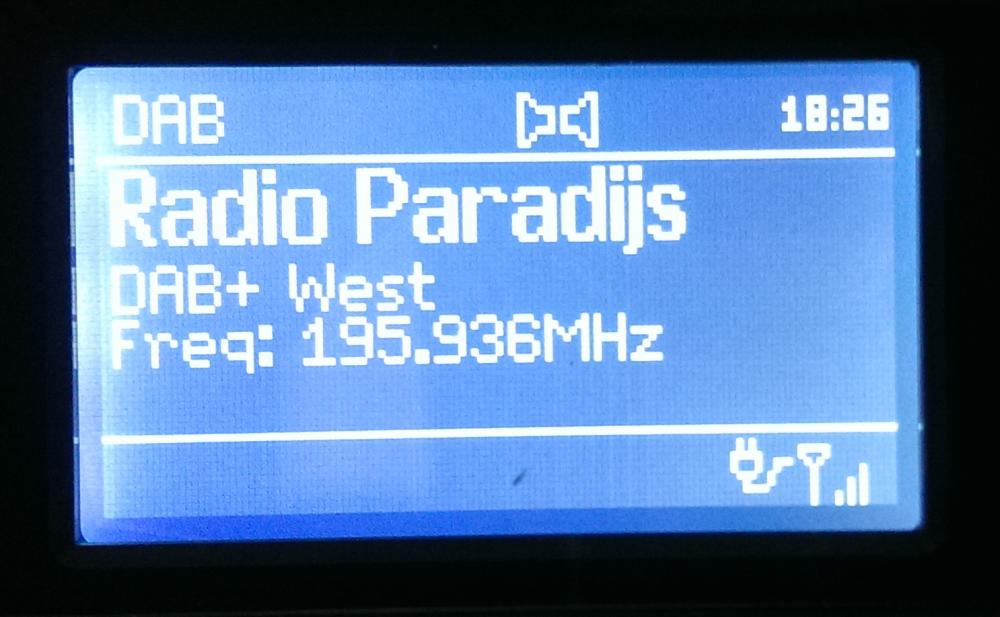 DAB 18:26
Radio Paradijs
DAB+ West
Freq: 195.936MHz